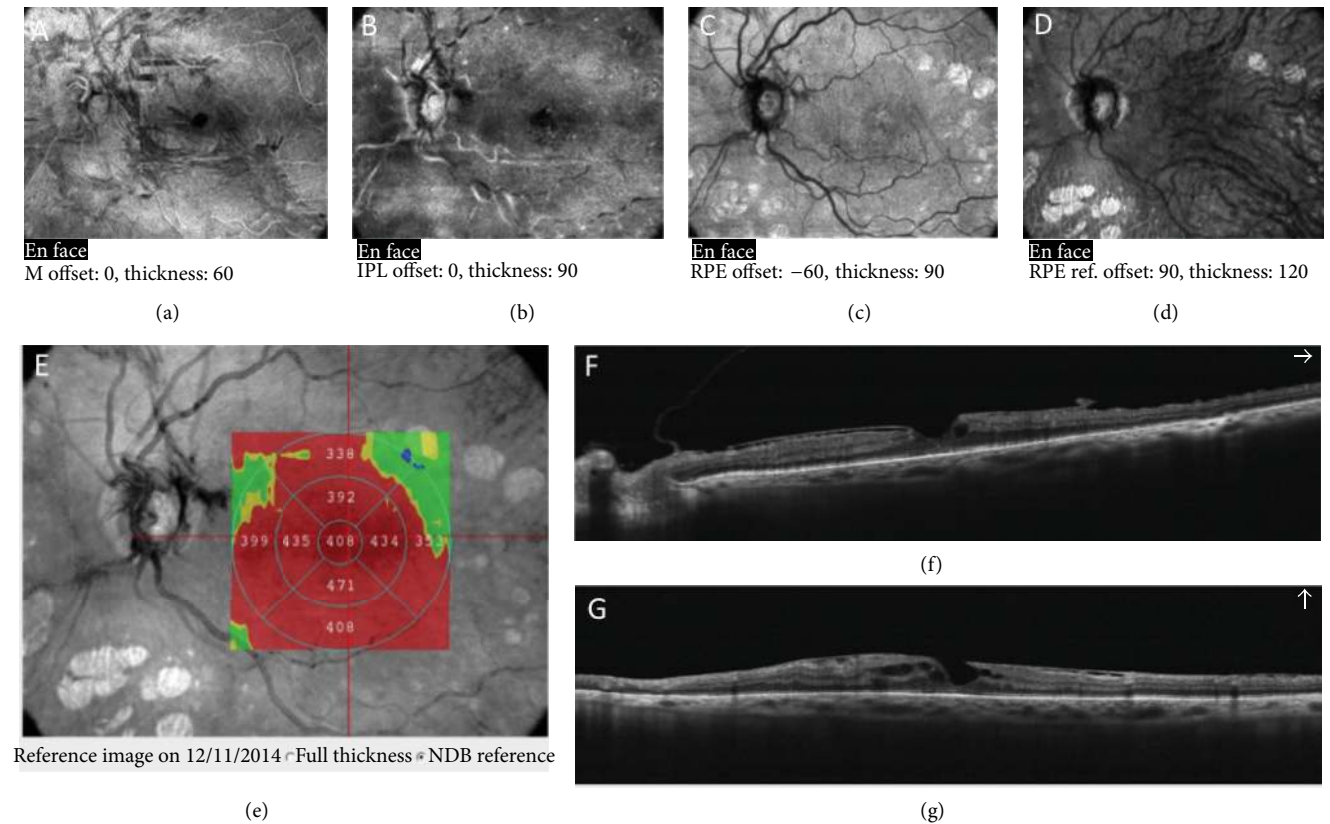 A
B
C
D
En face
M offset: 0, thickness: 60
En face
IPL offset: 0, thickness: 90
En face
RPE offset: −60, thickness: 90
En face
RPE ref. offset: 90, thickness: 120
(a)
(b)
(c)
(d)
E
338
392
399 435 408 434 353
471
408
Reference image on 12/11/2014 Full thickness NDB reference
(e)
F
→
(f)
G
↑
(g)